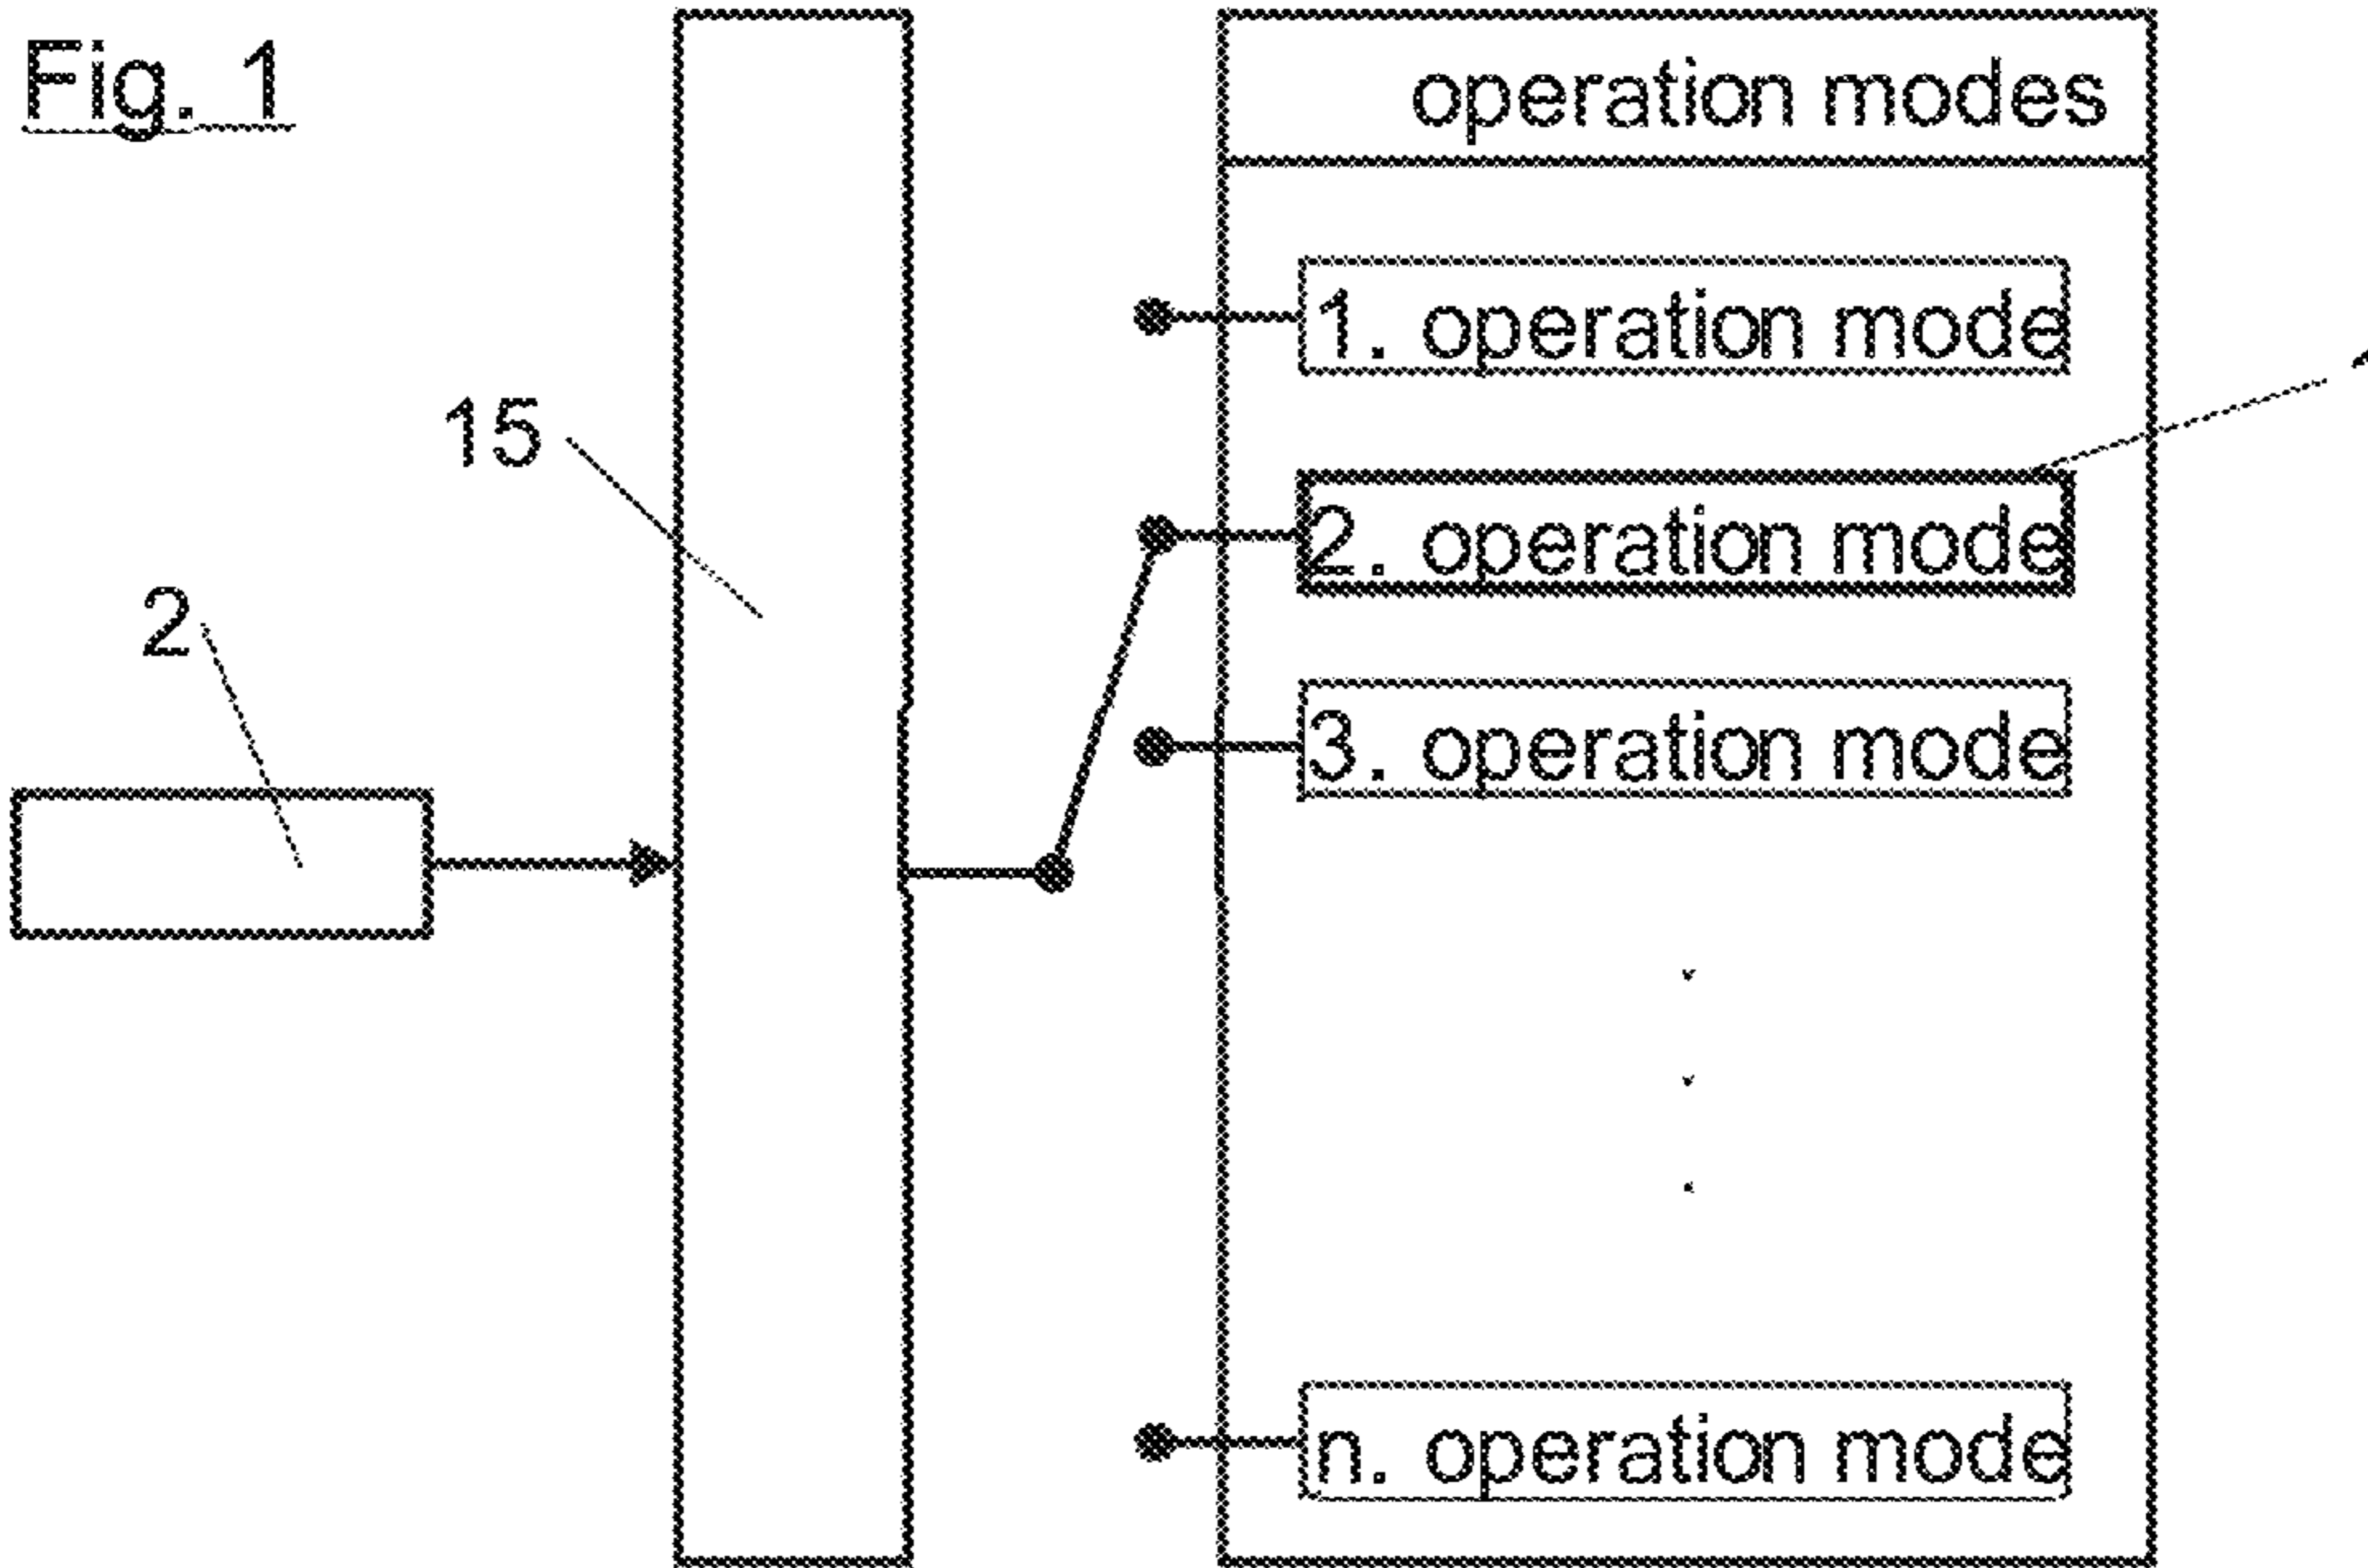 Fig. 1
operation modes
1. operation mode
15
2. operation mode
2
3. operation mode
n. operation mode